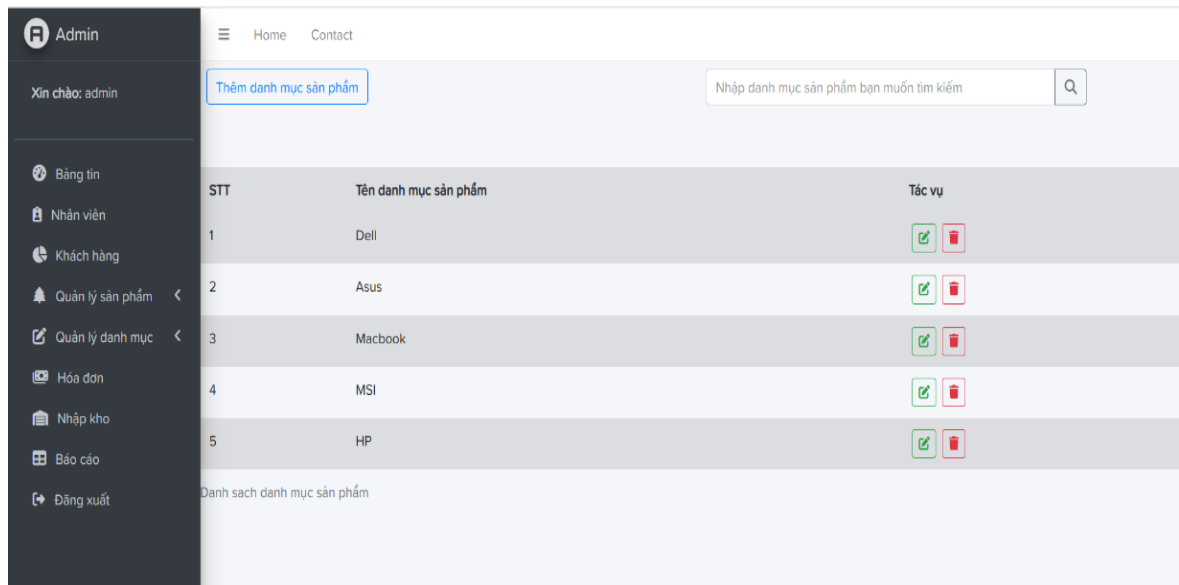 Admin
Home Contact
Xin chào: admin
Thêm danh mục sản phẩm
Nhập danh mục sản phẩm bạn muốn tìm kiếm
Bảng tin
Nhân viên
Khách hàng
Quản lý sản phẩm
Quản lý danh mục
Hóa đơn
Nhập kho
Báo cáo
Đăng xuất
STT Tên danh mục sản phẩm Tác vụ
1 Dell
2 Asus
3 Macbook
4 MSI
5 HP
Danh sach danh mục sản phẩm